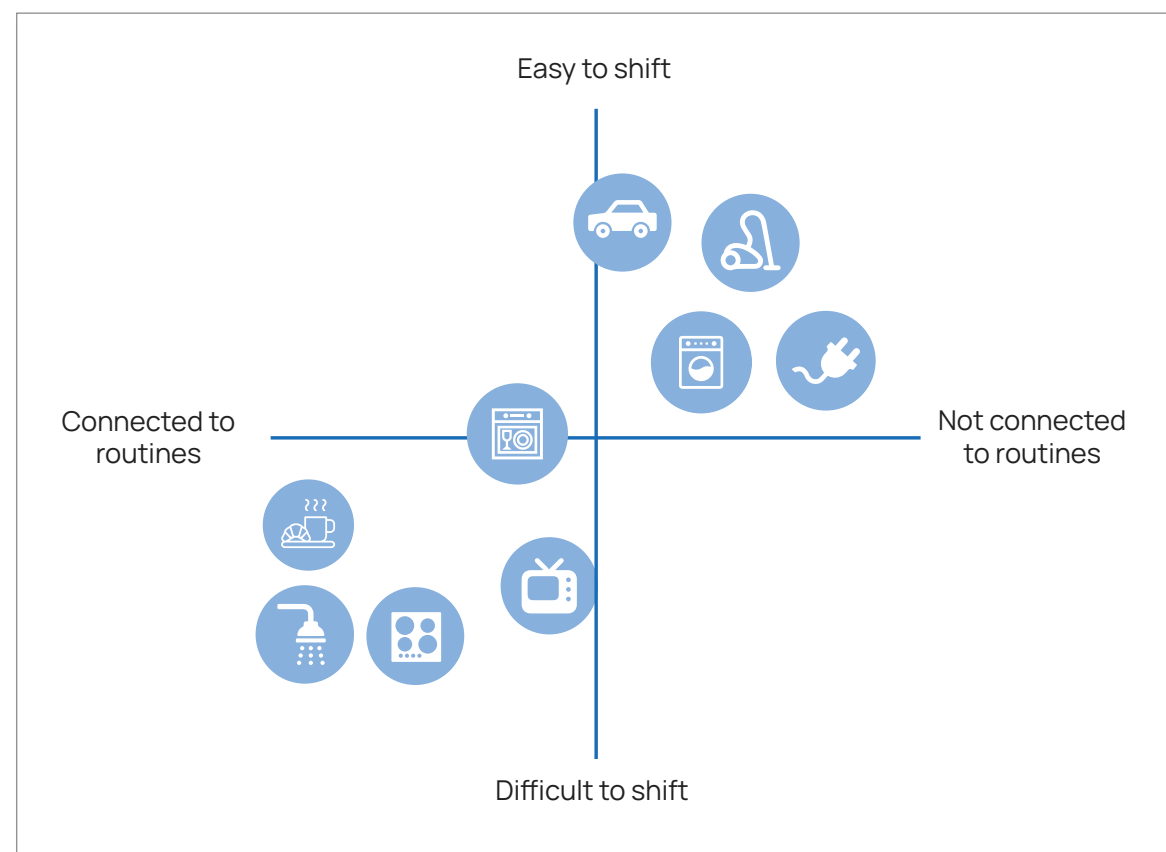 Easy to shift
Connected to
routines
Not connected
to routines
Difficult to shift